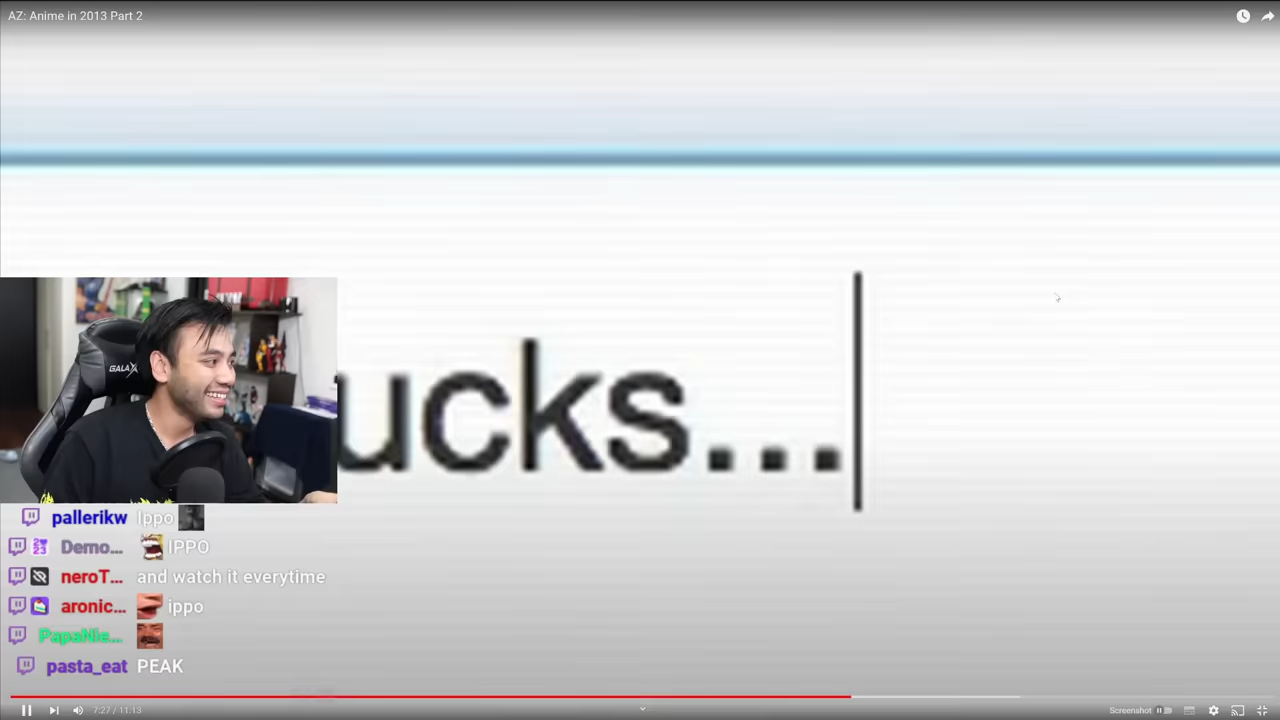 AZ: Anime in 2013 Part 2
GALAX
ucks...
pallerikw Ippo
Demo... IPPO
neroT... and watch it everytime
aronic... ippo
PapaNie...
pasta_eat PEAK
7:27 / 11:13
Screenshot